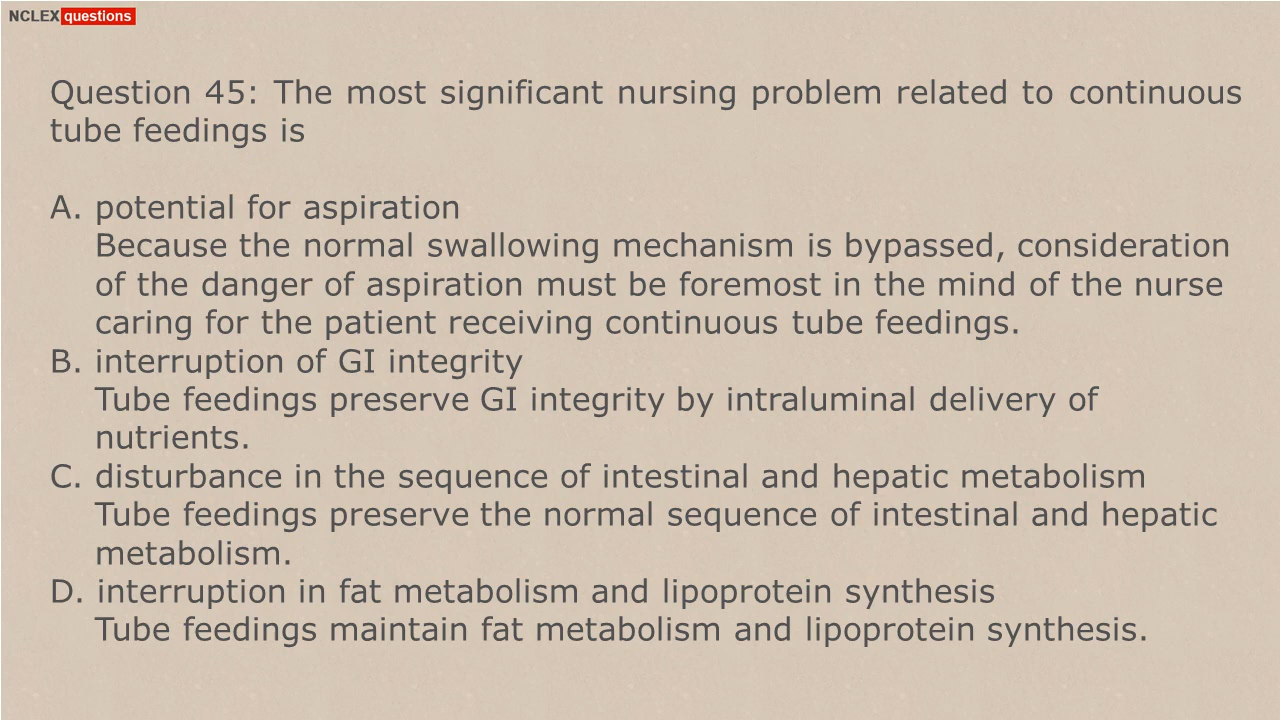 NCLEX questions
Question 45: The most significant nursing problem related to continuous
tube feedings is
A. potential for aspiration
Because the normal swallowing mechanism is bypassed, consideration
of the danger of aspiration must be foremost in the mind of the nurse
caring for the patient receiving continuous tube feedings.
B. interruption of GI integrity
Tube feedings preserve GI integrity by intraluminal delivery of
nutrients.
C. disturbance in the sequence of intestinal and hepatic metabolism
Tube feedings preserve the normal sequence of intestinal and hepatic
metabolism.
D. interruption in fat metabolism and lipoprotein synthesis
Tube feedings maintain fat metabolism and lipoprotein synthesis.